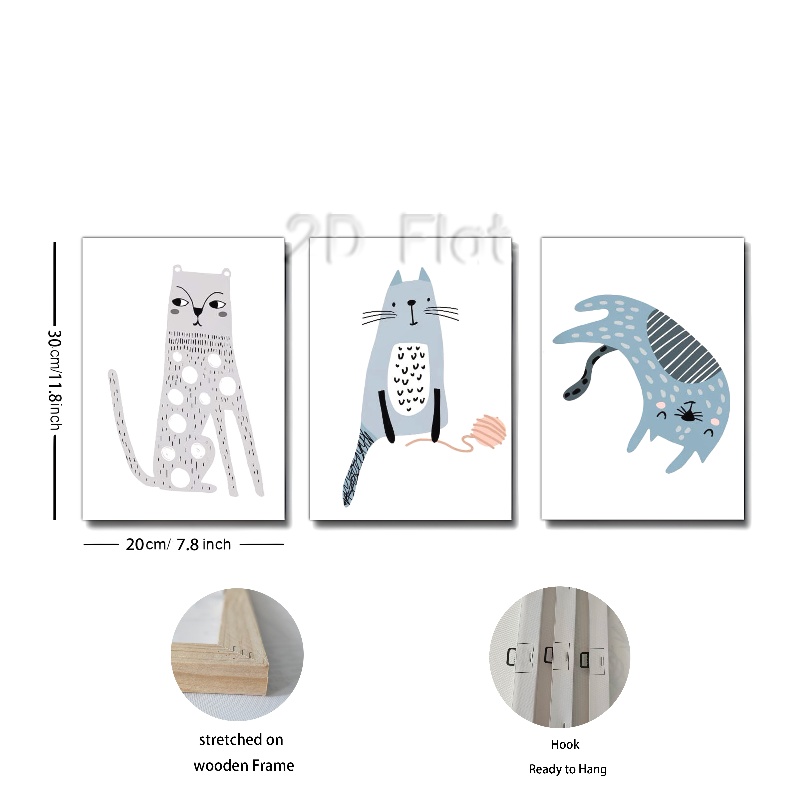 2D Flat
30cm/11.8inch
20cm/ 7.8 inch
stretched on
wooden Frame
Hook
Ready to Hang